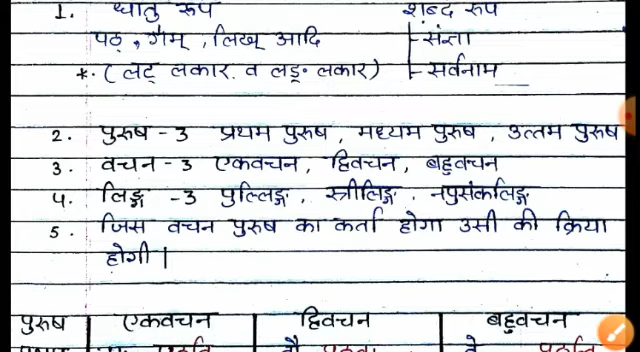 1. धातु रूप शब्द रूप
पठ्, गम्, लिख् आदि संज्ञा
*. (लट् लकार. व लङ्. लकार) सर्वनाम
2. पुरुष - 3 प्रथम पुरुष, मध्यम पुरुष, उत्तम पुरुष
3. वचन - 3 एकवचन, द्विवचन, बहुवचन
4. लिङ्ग - 3 पुल्लिङ्ग, स्त्रीलिङ्ग, नपुसंकलिङ्ग
5. जिस वचन पुरुष का कर्ता होगा उसी की क्रिया
होगी |
पुरुष एकवचन द्विवचन बहुवचन